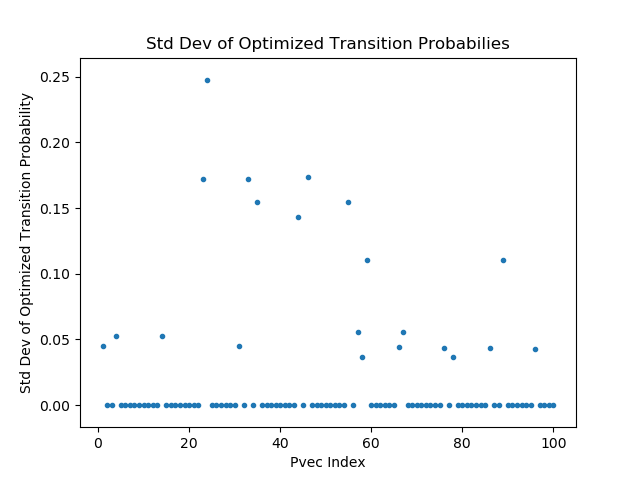 Std Dev of Optimized Transition Probabilies
Std Dev of Optimized Transition Probability
0.25
0.20
0.15
0.10
0.05
0.00
0 20 40 60 80 100
Pvec Index